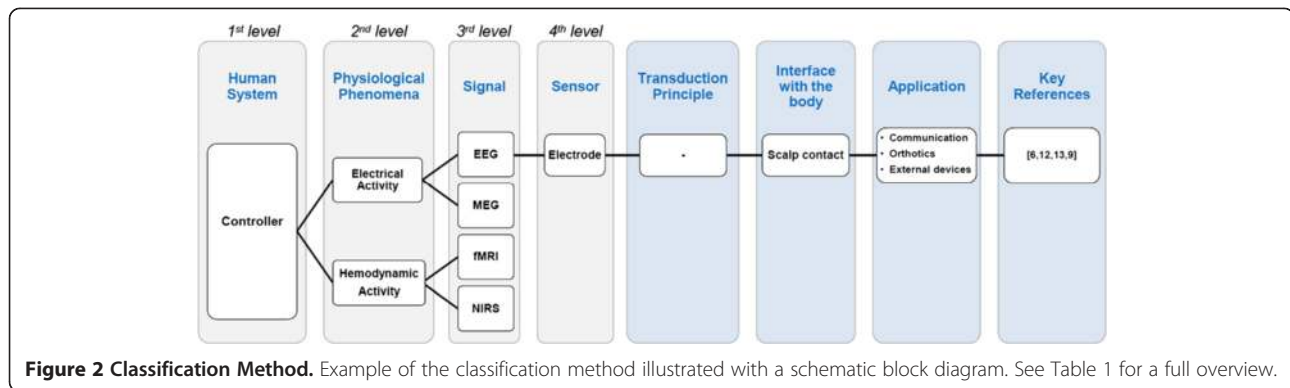 1st level 2nd level 3rd level 4th level
Human System
Physiological Phenomena
Signal
Sensor
Transduction Principle
Interface with the body
Application
Key References
Controller
Electrical Activity
Hemodynamic Activity
EEG
MEG
fMRI
NIRS
Electrode
-
Scalp contact
• Communication
• Orthotics
• External devices
[6,12,13,9]
Figure 2 Classification Method. Example of the classification method illustrated with a schematic block diagram. See Table 1 for a full overview.